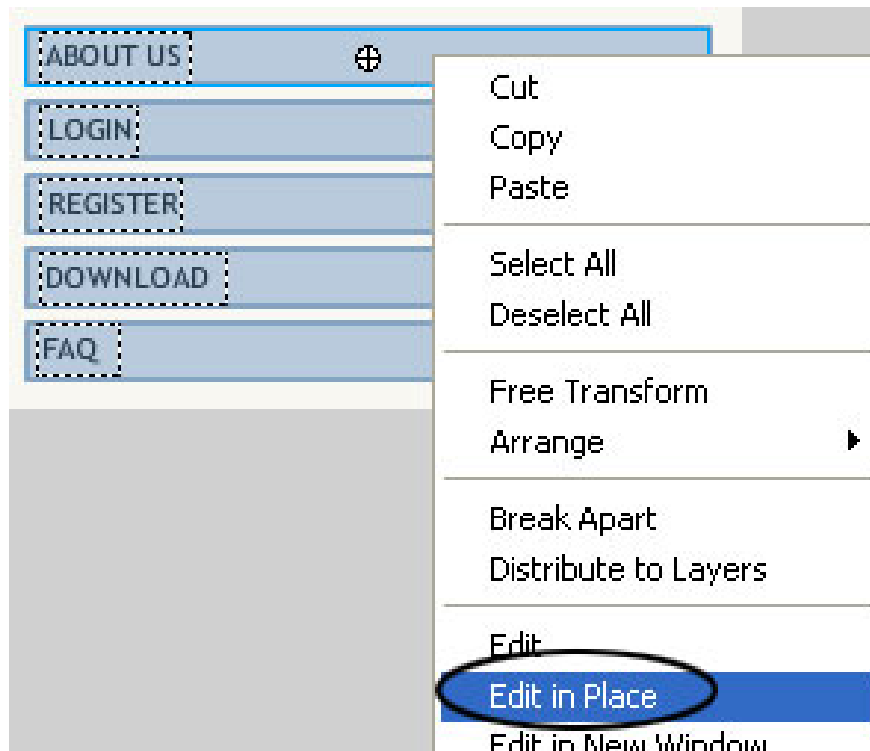 ABOUT US
LOGIN
REGISTER
DOWNLOAD
FAQ
Cut
Copy
Paste
Select All
Deselect All
Free Transform
Arrange
Break Apart
Distribute to Layers
Edit
Edit in Place
Edit in New Window